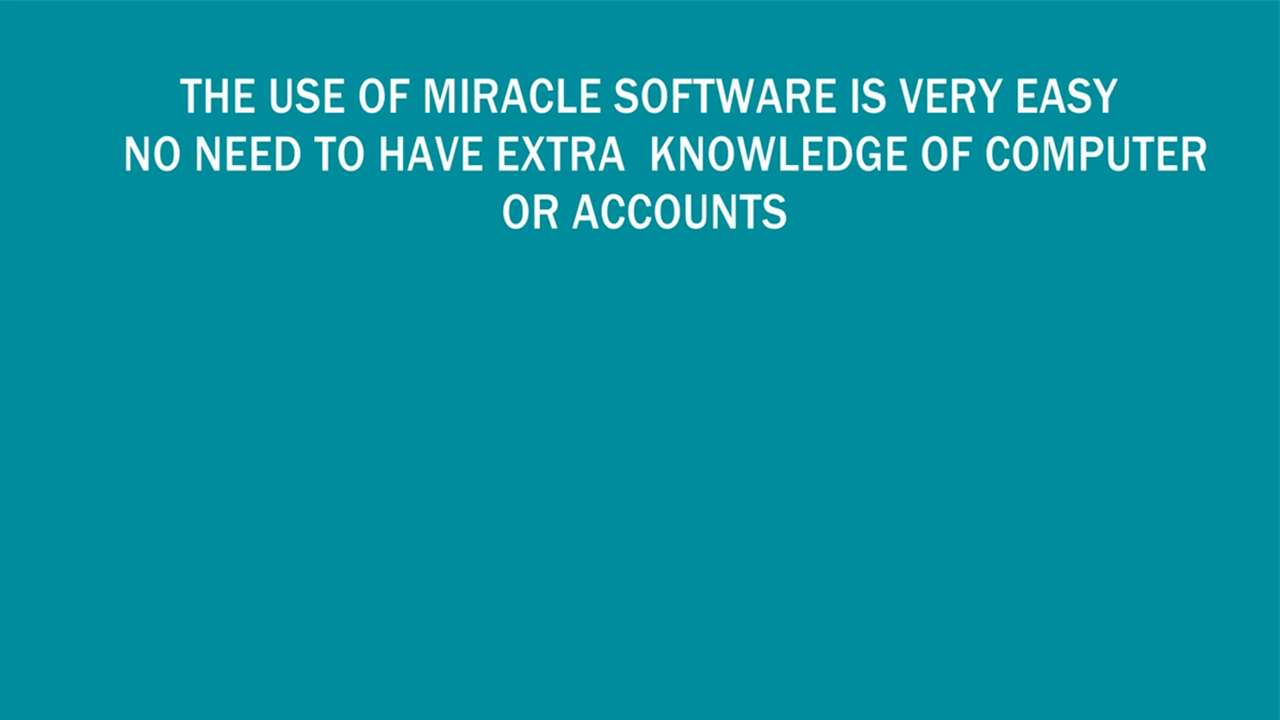 THE USE OF MIRACLE SOFTWARE IS VERY EASY
NO NEED TO HAVE EXTRA  KNOWLEDGE OF COMPUTER
OR ACCOUNTS